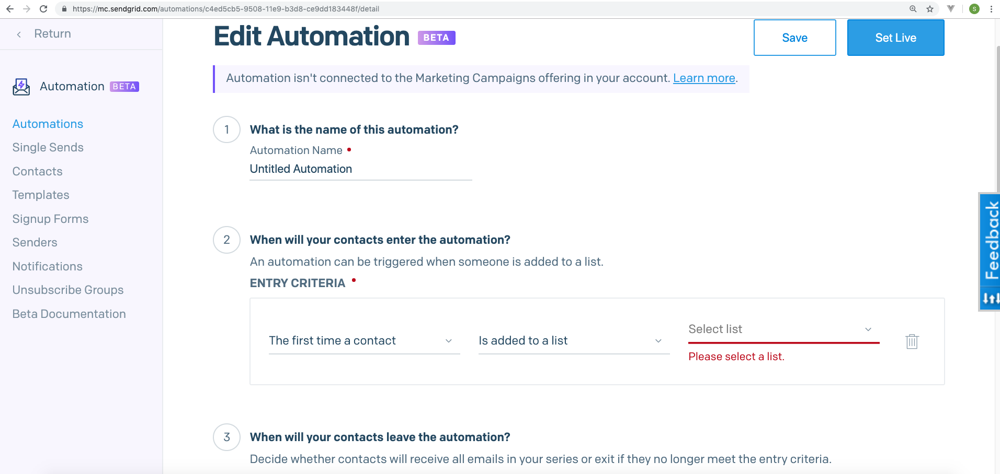 https://mc.sendgrid.com/automations/c4ed5cb5-9508-11e9-b3d8-ce9dd183448f/detail
S
Return
Automation BETA
Automations
Single Sends
Contacts
Templates
Signup Forms
Senders
Notifications
Unsubscribe Groups
Beta Documentation
Edit Automation BETA
Save
Set Live
Automation isn't connected to the Marketing Campaigns offering in your account. Learn more.
1 What is the name of this automation?
Automation Name
Untitled Automation
2 When will your contacts enter the automation?
An automation can be triggered when someone is added to a list.
ENTRY CRITERIA
The first time a contact
Is added to a list
Select list
Please select a list.
3 When will your contacts leave the automation?
Decide whether contacts will receive all emails in your series or exit if they no longer meet the entry criteria.
Feedback